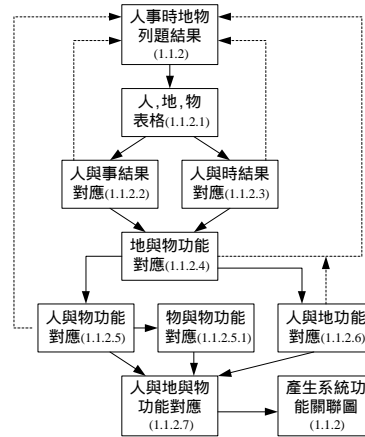 人事時地物
列題結果
(1.1.2)
人,地,物
表格(1.1.2.1)
人與事結果
對應(1.1.2.2)
人與時結果
對應(1.1.2.3)
地與物功能
對應(1.1.2.4)
人與物功能
對應(1.1.2.5)
物與物功能
對應(1.1.2.5.1)
人與地功能
對應(1.1.2.6)
人與地與物
功能對應
(1.1.2.7)
產生系統功
能關聯圖
(1.1.2)